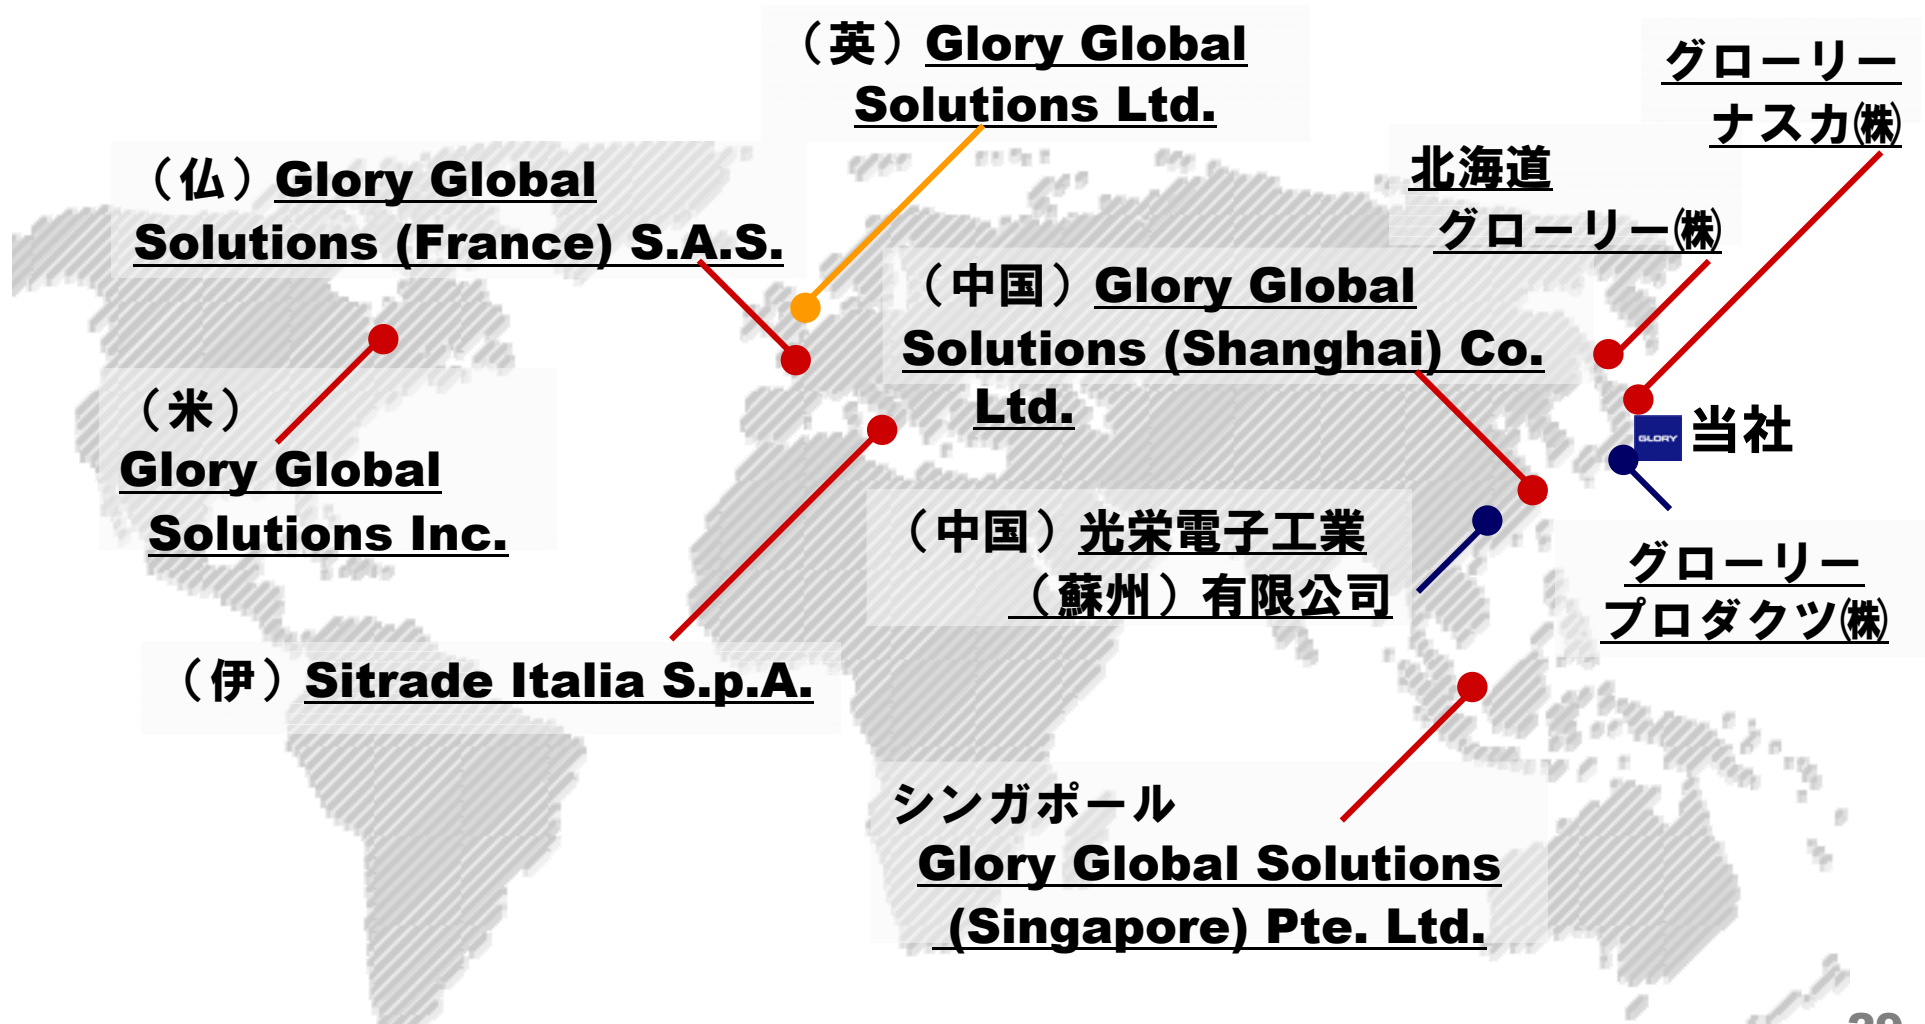 （英）Glory Global
Solutions Ltd.
グローリー
ナスカ㈱
北海道
グローリー㈱
（仏）Glory Global
Solutions (France) S.A.S.
（中国）Glory Global
Solutions (Shanghai) Co.
Ltd.
（米）
Glory Global
Solutions Inc.
GLORY 当社
（中国）光栄電子工業
（蘇州）有限公司
グローリー
プロダクツ㈱
（伊）Sitrade Italia S.p.A.
シンガポール
Glory Global Solutions
(Singapore) Pte. Ltd.